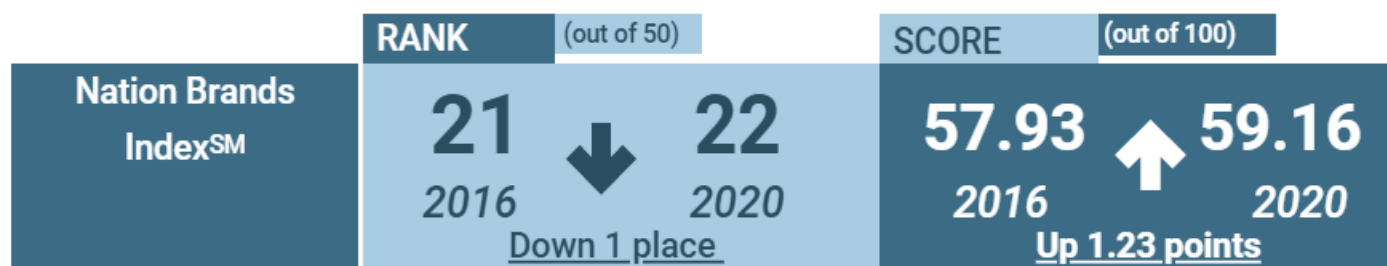 RANK (out of 50) SCORE (out of 100)
Nation Brands
Index℠
21 22 57.93 59.16
2016 2020 2016 2020
Down 1 place Up 1.23 points